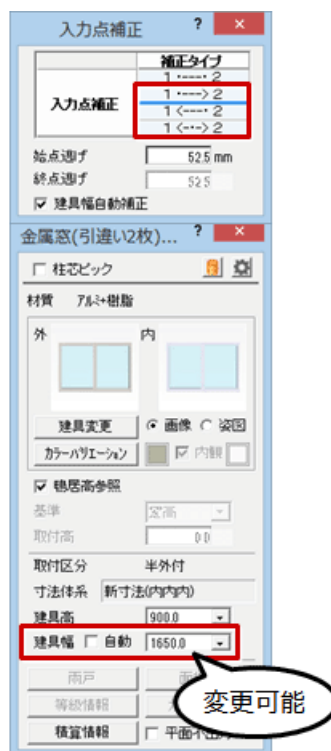 入力点補正 ? ×
補正タイプ
入力点補正
1 ・---・ 2
1 ・---> 2
1 <---・ 2
1 <-・-> 2
始点逃げ 52.5 mm
終点逃げ 52.5
建具幅自動補正
金属窓(引違い2枚)... ? ×
柱芯ピック
材質 アルミ+樹脂
外 内
建具変更 画像 姿図
カラーバリエーション 内観
鴨居高参照
基準 窓高
取付高 0.0
取付区分 半外付
寸法体系 新寸法(内内内)
建具高 900.0
建具幅 自動 1650.0
雨戸
等級情報
積算情報
変更可能